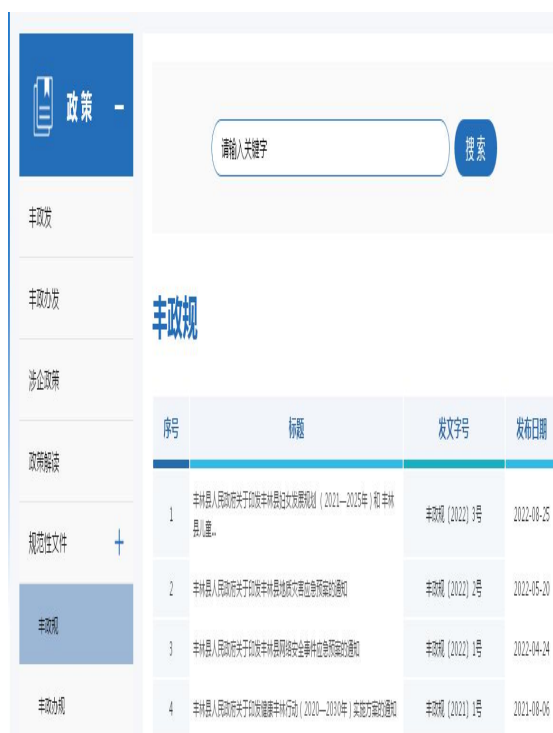 政策
请输入关键字
搜索
丰政发
丰政办发
涉企政策
政策解读
规范性文件 +
丰政规
丰政办规
丰政规
序号 标题 发文字号 发布日期
1 丰林县人民政府关于印发丰林县妇女发展规划（2021—2025年）和 丰林
县儿童... 丰政规〔2022〕3号 2022-08-25
2 丰林县人民政府关于印发丰林县地质灾害应急预案的通知 丰政规〔2022〕2号 2022-05-20
3 丰林县人民政府关于印发丰林县网络安全事件应急预案的通知 丰政规〔2022〕1号 2022-04-24
4 丰林县人民政府关于印发健康丰林行动（2020—2030年）实施方案的通知 丰政规〔2021〕1号 2021-08-06